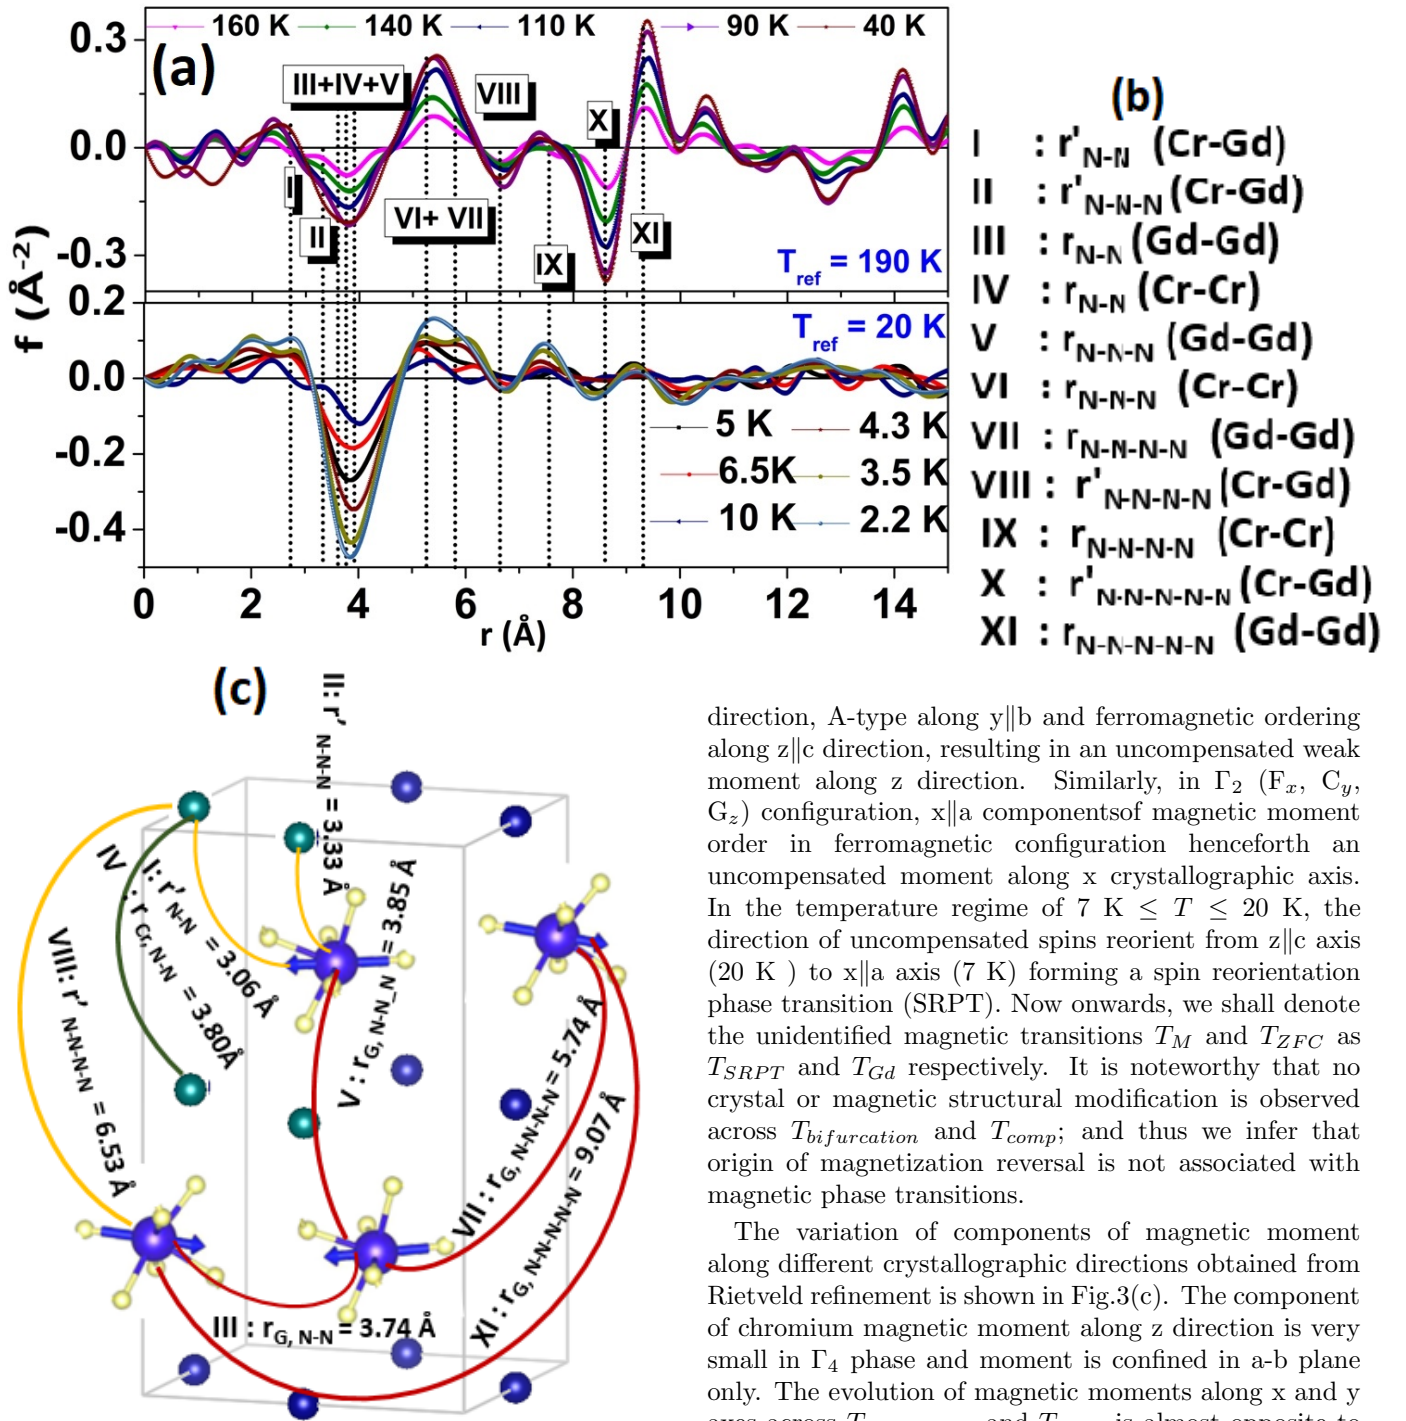 160 K 140 K 110 K 90 K 40 K
(a)
0.3
0.0
-0.3
f (Å⁻²)
III+IV+V
VIII
X
I
II
VI+ VII
IX
XI
T_ref = 190 K
0.2
0.0
-0.2
-0.4
T_ref = 20 K
5 K 4.3 K
6.5K 3.5 K
10 K 2.2 K
0 2 4 6 8 10 12 14
r (Å)
(b)
I : r'_N-N (Cr-Gd)
II : r'_N-N-N (Cr-Gd)
III : r_N-N (Gd-Gd)
IV : r_N-N (Cr-Cr)
V : r_N-N-N (Gd-Gd)
VI : r_N-N-N (Cr-Cr)
VII : r_N-N-N-N (Gd-Gd)
VIII : r'_N-N-N-N (Cr-Gd)
IX : r_N-N-N-N (Cr-Cr)
X : r'_N-N-N-N-N (Cr-Gd)
XI : r_N-N-N-N-N (Gd-Gd)
(c)
II: r'_N-N-N = 3.33 Å
I: r'_N-N = 3.06 Å
IV : r_Cr, N-N = 3.80Å
VIII: r'_N-N-N-N = 6.53 Å
V : r_G, N-N_N = 3.85 Å
VII : r_G, N-N-N-N = 5.74 Å
XI : r_G, N-N-N-N-N = 9.07 Å
III : r_G, N-N = 3.74 Å
direction, A-type along y∥b and ferromagnetic ordering
along z∥c direction, resulting in an uncompensated weak
moment along z direction. Similarly, in Γ₂ (F_x, C_y,
G_z) configuration, x∥a componentsof magnetic moment
order in ferromagnetic configuration henceforth an
uncompensated moment along x crystallographic axis.
In the temperature regime of 7 K ≤ T ≤ 20 K, the
direction of uncompensated spins reorient from z∥c axis
(20 K ) to x∥a axis (7 K) forming a spin reorientation
phase transition (SRPT). Now onwards, we shall denote
the unidentified magnetic transitions T_M and T_ZFC as
T_SRPT and T_Gd respectively. It is noteworthy that no
crystal or magnetic structural modification is observed
across T_bifurcation and T_comp; and thus we infer that
origin of magnetization reversal is not associated with
magnetic phase transitions.
The variation of components of magnetic moment
along different crystallographic directions obtained from
Rietveld refinement is shown in Fig.3(c). The component
of chromium magnetic moment along z direction is very
small in Γ₄ phase and moment is confined in a-b plane
only. The evolution of magnetic moments along x and y